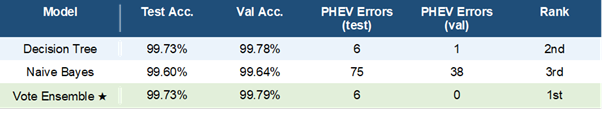 Model Test Acc. Val Acc. PHEV Errors (test) PHEV Errors (val) Rank
Decision Tree 99.73% 99.78% 6 1 2nd
Naive Bayes 99.60% 99.64% 75 38 3rd
Vote Ensemble ★ 99.73% 99.79% 6 0 1st